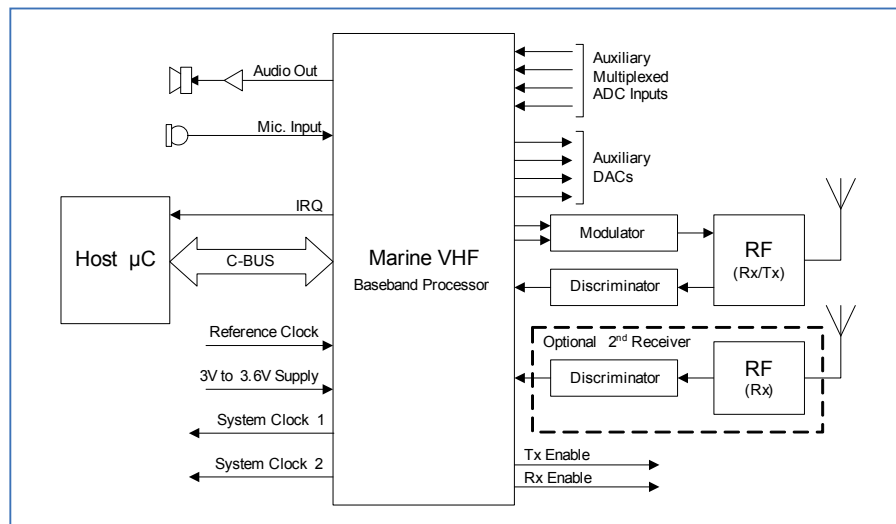 Audio Out
Mic. Input
IRQ
Host µC
C-BUS
Reference Clock
3V to 3.6V Supply
System Clock 1
System Clock 2
Marine VHF
Baseband Processor
Auxiliary
Multiplexed
ADC Inputs
Auxiliary
DACs
Modulator
RF
(Rx/Tx)
Discriminator
Optional 2nd Receiver
Discriminator
RF
(Rx)
Tx Enable
Rx Enable